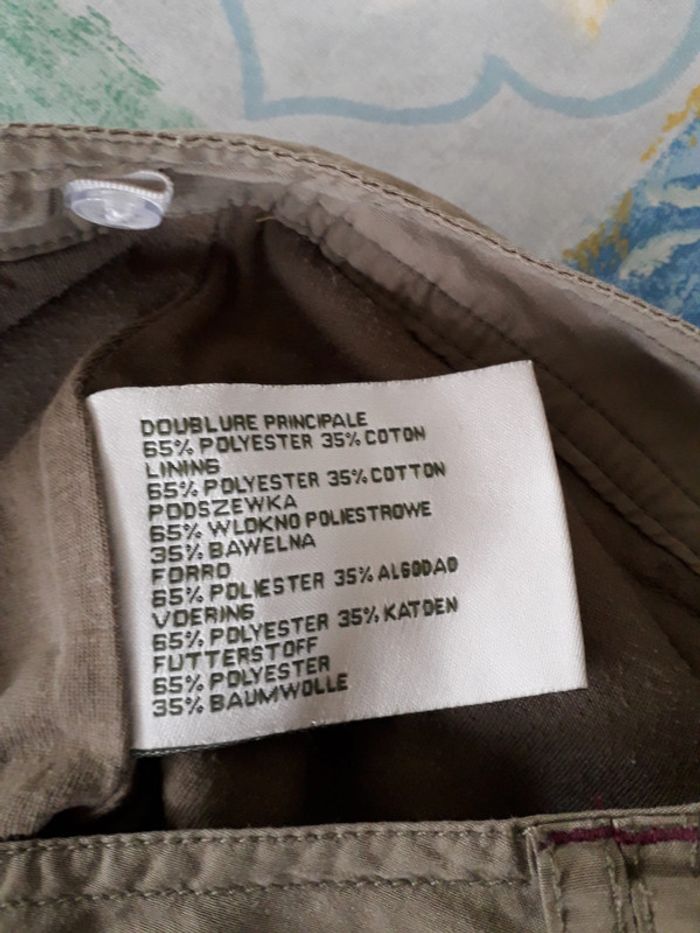 DOUBLURE PRINCIPALE
65% POLYESTER 35% COTON
LINING
65% POLYESTER 35% COTTON
PODSZEWKA
65% WLOKNO POLIESTROWE
35% BAWELNA
FORRO
65% POLIESTER 35% ALGODAO
VOERING
65% POLYESTER 35% KATOEN
FUTTERSTOFF
65% POLYESTER
35% BAUMWOLLE